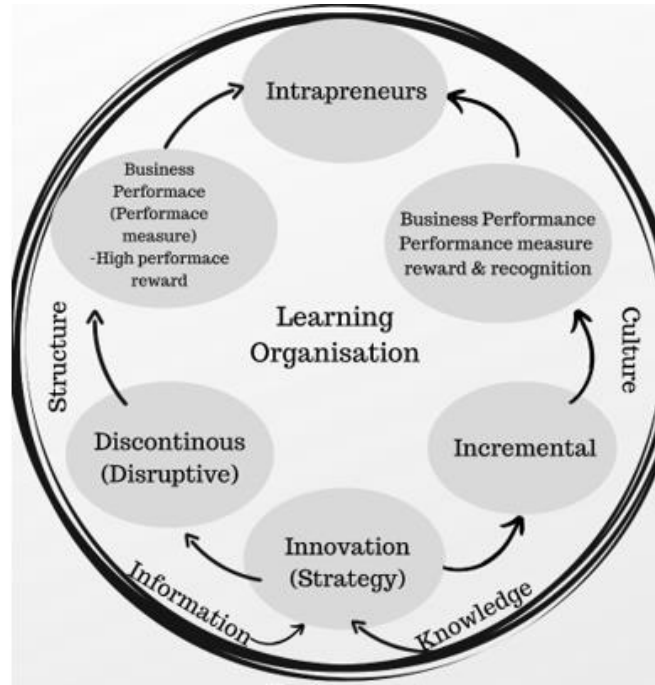 Intrapreneurs
Business
Performace
(Performace
measure)
-High performace
reward
Business Performance
Performance measure
reward & recognition
Learning
Organisation
Structure
Culture
Discontinous
(Disruptive)
Incremental
Innovation
(Strategy)
Information
Knowledge